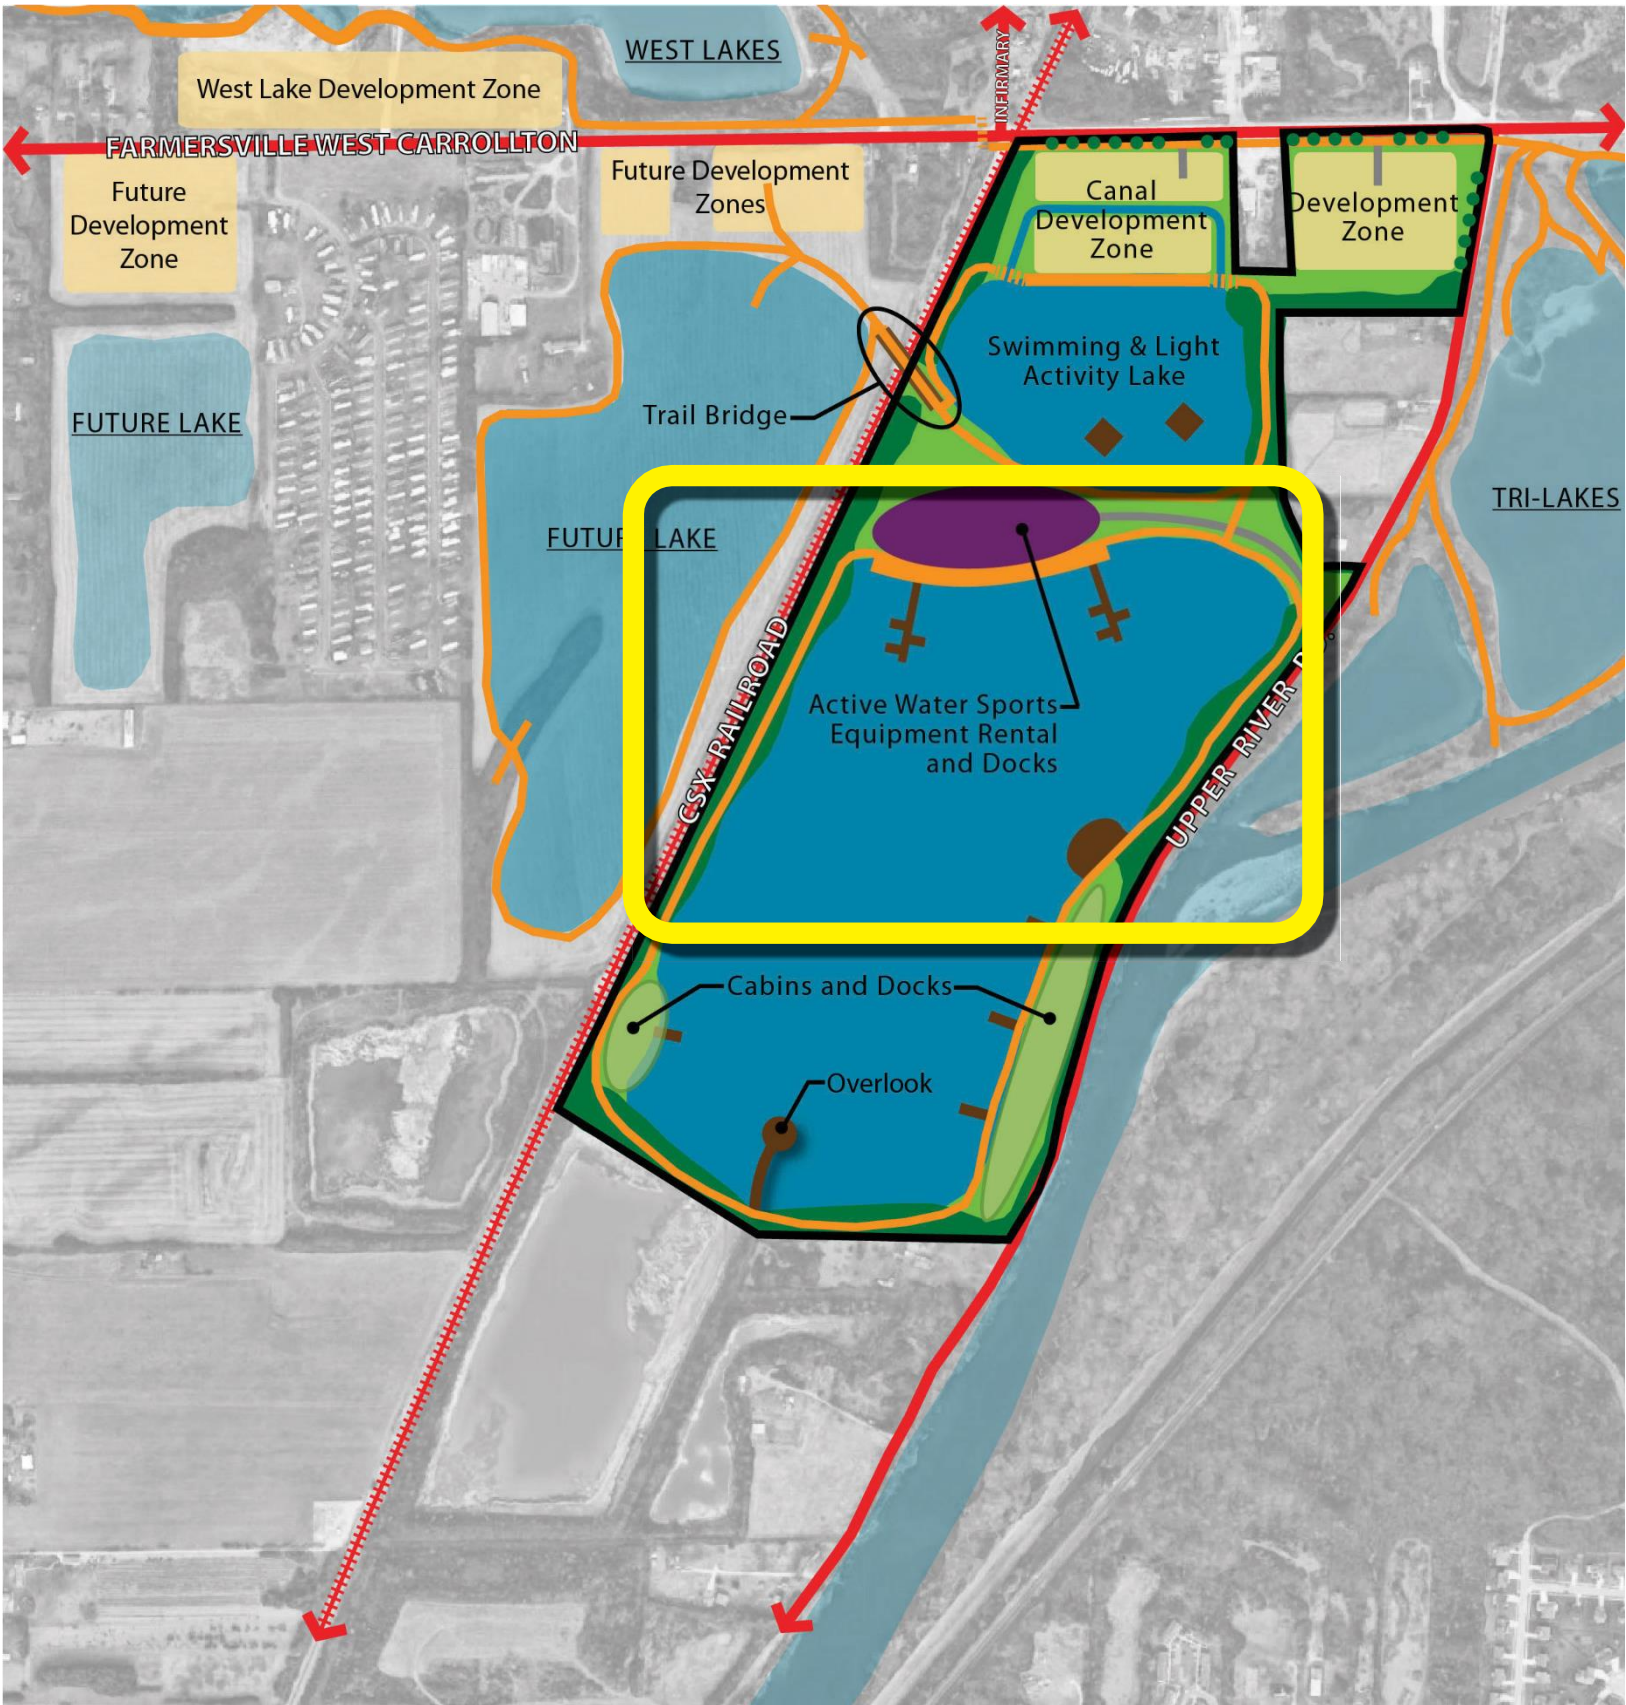 WEST LAKES
West Lake Development Zone
INFIRMARY
FARMERSVILLE WEST CARROLLTON
Future
Development
Zone
Future Development
Zones
Canal
Development
Zone
Development
Zone
Swimming & Light
Activity Lake
Trail Bridge
FUTURE LAKE
FUTURE LAKE
TRI-LAKES
CSX RAILROAD
Active Water Sports
Equipment Rental
and Docks
UPPER RIVER
Cabins and Docks
Overlook